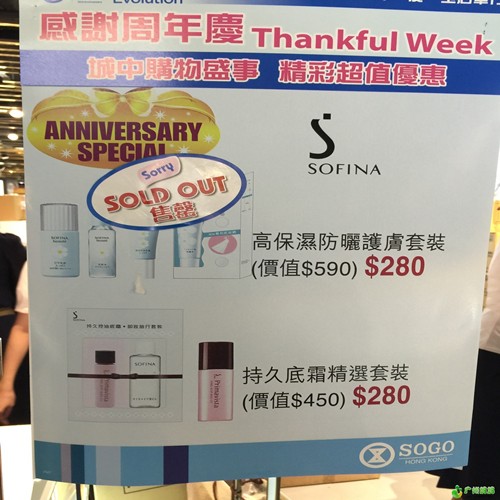 Evolution
感謝周年慶 Thankful Week
城中購物盛事 精彩超值優惠
ANNIVERSARY
SPECIAL
Sorry
SOLD OUT
售罄
SOFINA
高保濕防曬護膚套裝
(價值$590) $280
SOFINA
Primavista
持久底霜精選套裝
(價值$450) $280
SOGO
HONG KONG